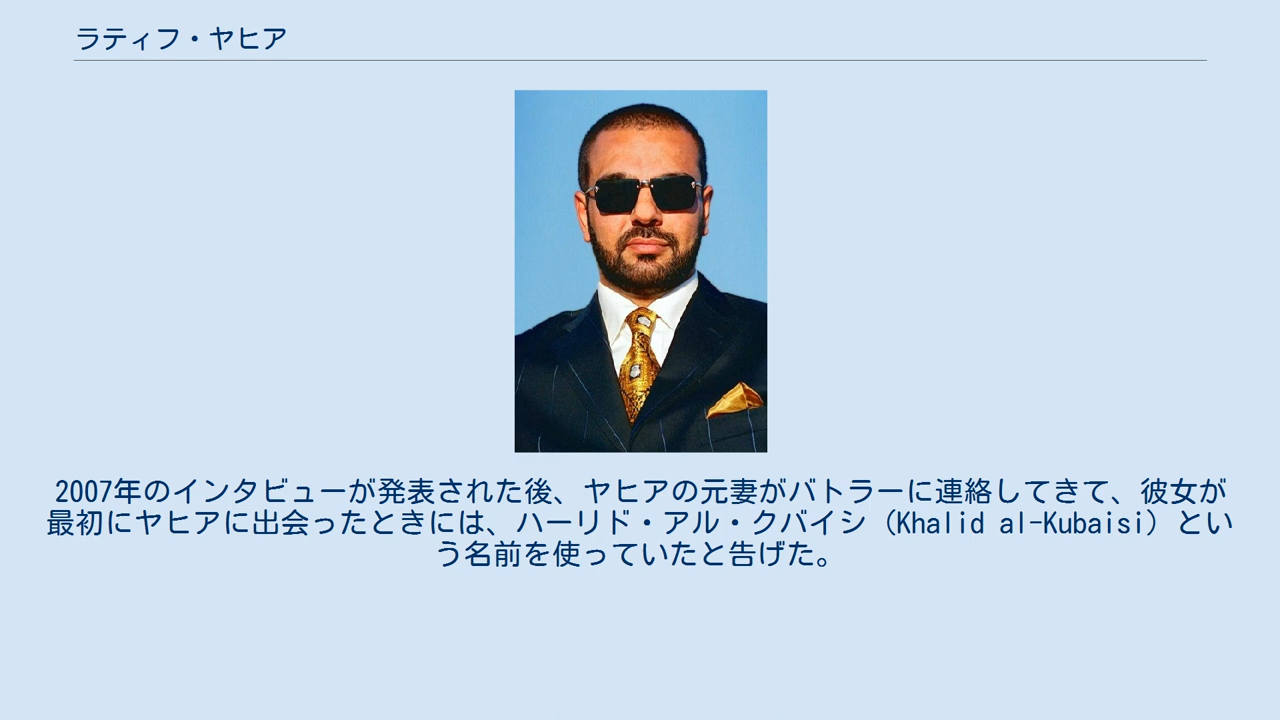 ラティフ・ヤヒア
2007年のインタビューが発表された後、ヤヒアの元妻がバトラーに連絡してきて、彼女が
最初にヤヒアに出会ったときには、ハーリド・アル・クバイシ（Khalid al-Kubaisi）とい
う名前を使っていたと告げた。